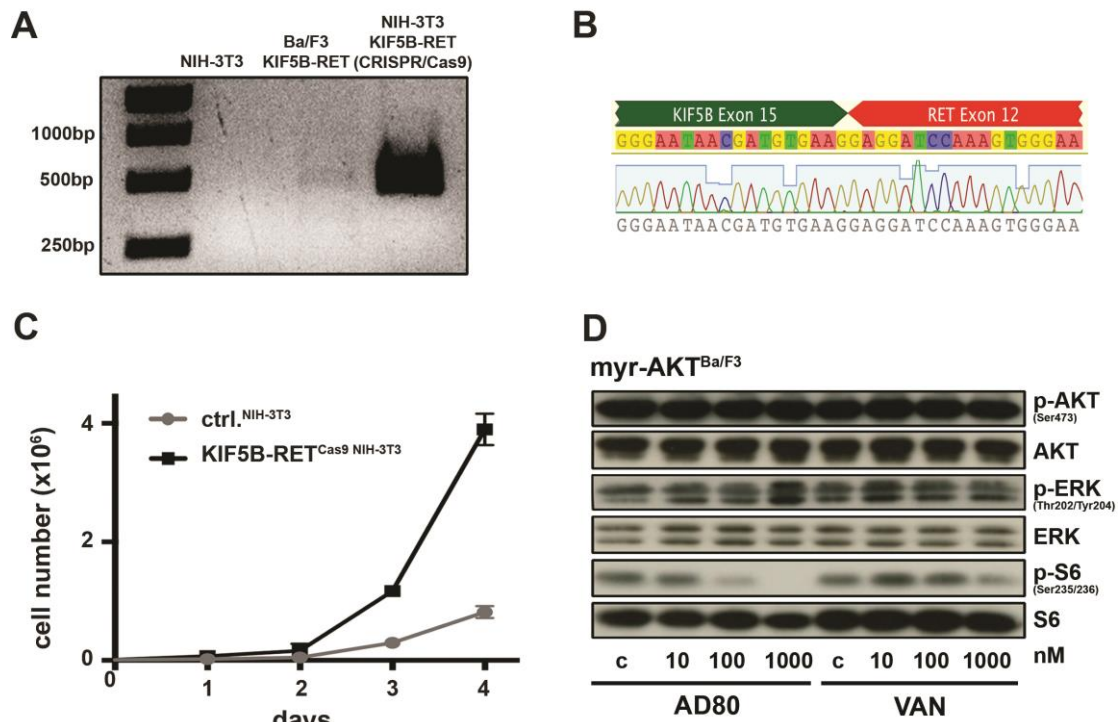 A
NIH-3T3
Ba/F3
KIF5B-RET
NIH-3T3
KIF5B-RET
(CRISPR/Cas9)
1000bp
500bp
250bp
B
KIF5B Exon 15
RET Exon 12
GGGAATAACGATGTGAAGGAGGATCCAAAGTGGGAA
GGGAATAACGATGTGAAGGAGGATCCAAAGTGGGAA
C
cell number (x10⁶)
4
2
0
0 1 2 3 4
days
ctrl.NIH-3T3
KIF5B-RETCas9 NIH-3T3
D
myr-AKTBa/F3
p-AKT
(Ser473)
AKT
p-ERK
(Thr202/Tyr204)
ERK
p-S6
(Ser235/236)
S6
c 10 100 1000 c 10 100 1000 nM
AD80 VAN